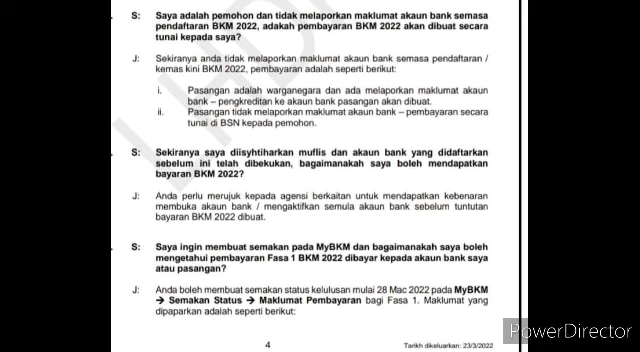 S: Saya adalah pemohon dan tidak melaporkan maklumat akaun bank semasa
pendaftaran BKM 2022, adakah pembayaran BKM 2022 akan dibuat secara
tunai kepada saya?
J: Sekiranya anda tidak melaporkan maklumat akaun bank semasa pendaftaran /
kemas kini BKM 2022, pembayaran adalah seperti berikut:
i. Pasangan adalah warganegara dan ada melaporkan maklumat akaun
bank – pengkreditan ke akaun bank pasangan akan dibuat.
ii. Pasangan tidak melaporkan maklumat akaun bank – pembayaran secara
tunai di BSN kepada pemohon.
S: Sekiranya saya diisytiharkan muflis dan akaun bank yang didaftarkan
sebelum ini telah dibekukan, bagaimanakah saya boleh mendapatkan
bayaran BKM 2022?
J: Anda perlu merujuk kepada agensi berkaitan untuk mendapatkan kebenaran
membuka akaun bank / mengaktifkan semula akaun bank sebelum tuntutan
bayaran BKM 2022 dibuat.
S: Saya ingin membuat semakan pada MyBKM dan bagaimanakah saya boleh
mengetahui pembayaran Fasa 1 BKM 2022 dibayar kepada akaun bank saya
atau pasangan?
J: Anda boleh membuat semakan status kelulusan mulai 28 Mac 2022 pada MyBKM
→ Semakan Status → Maklumat Pembayaran bagi Fasa 1. Maklumat yang
dipaparkan adalah seperti berikut:
4 Tarikh dikeluarkan: 23/3/2022
PowerDirector